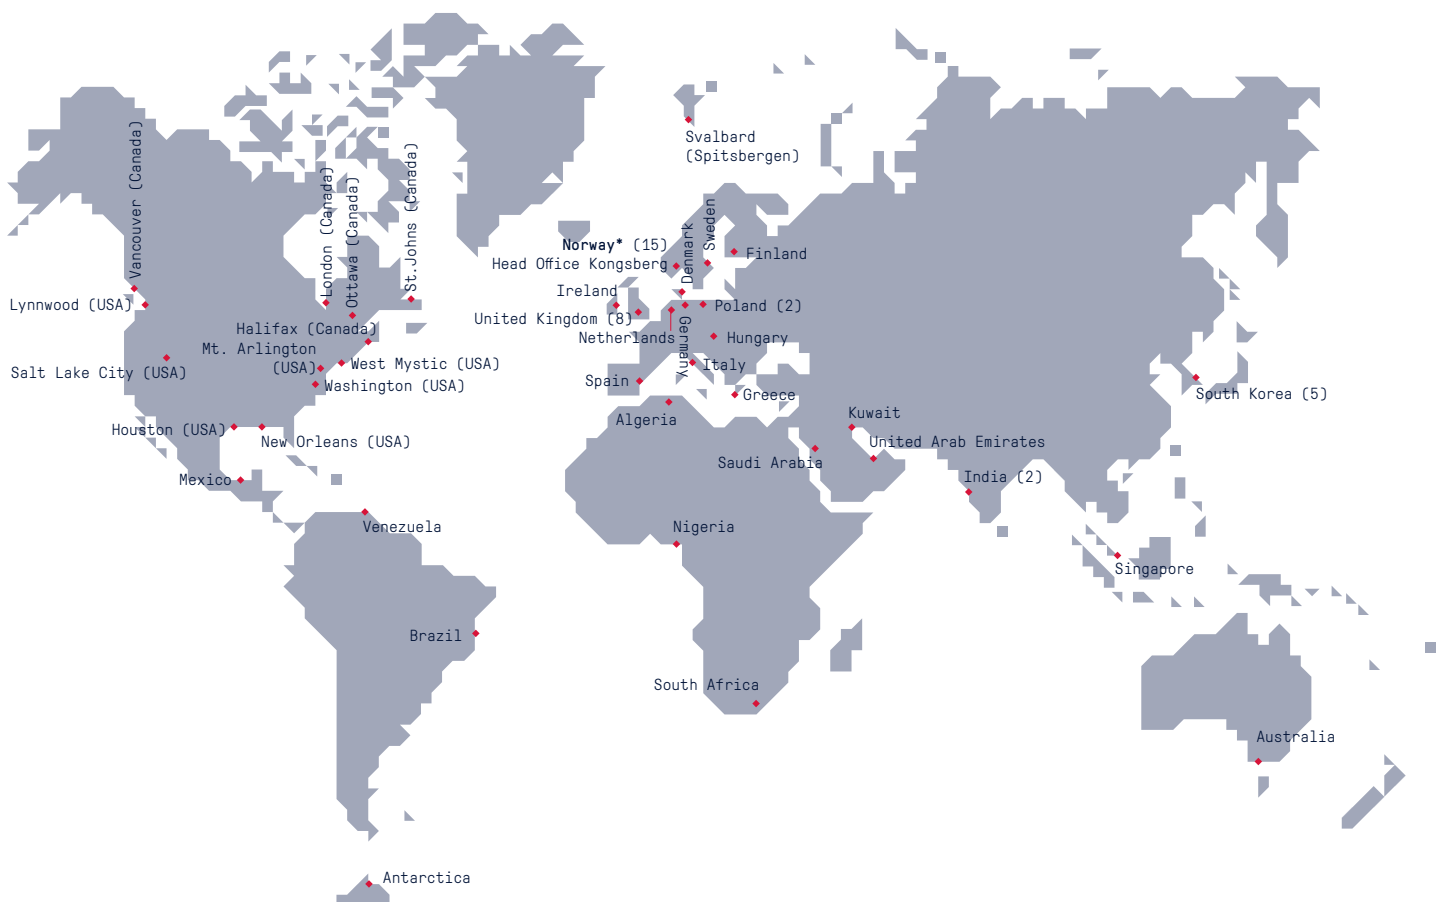 Svalbard
(Spitsbergen)
Vancouver (Canada)
London (Canada)
Ottawa (Canada)
St.Johns (Canada)
Norway* (15)
Head Office Kongsberg
Denmark
Sweden
Finland
Ireland
Lynnwood (USA)
United Kingdom (8)
Poland (2)
Halifax (Canada)
Netherlands
Germany
Hungary
Mt. Arlington
(USA)
West Mystic (USA)
Italy
Salt Lake City (USA)
Washington (USA)
Spain
Greece
South Korea (5)
Algeria
Kuwait
Houston (USA)
New Orleans (USA)
United Arab Emirates
Saudi Arabia
Mexico
India (2)
Venezuela
Nigeria
Singapore
Brazil
South Africa
Australia
Antarctica